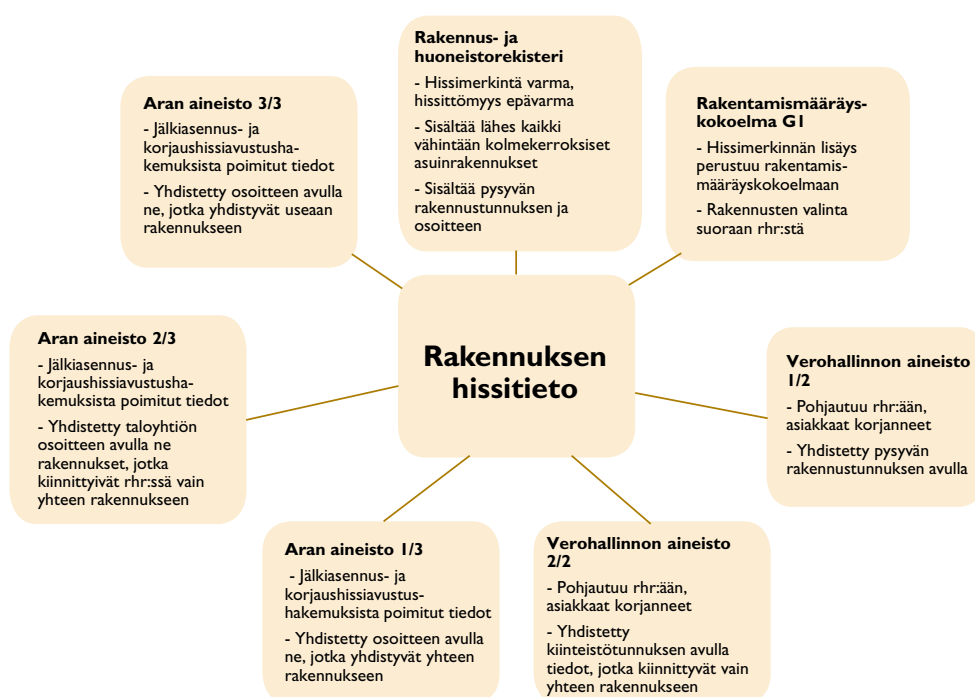 Rakennus- ja
huoneistorekisteri
- Hissimerkintä varma,
hissittömyys epävarma
- Sisältää lähes kaikki
vähintään kolmekerroksiset
asuinrakennukset
- Sisältää pysyvän
rakennustunnuksen ja
osoitteen
Aran aineisto 3/3
- Jälkiasennus- ja
korjaushissiavustusha-
kemuksista poimitut tiedot
- Yhdistetty osoitteen avulla
ne, jotka yhdistyvät useaan
rakennukseen
Rakentamismääräys-
kokoelma G1
- Hissimerkinnän lisäys
perustuu rakentamis-
määräyskokoelmaan
- Rakennusten valinta
suoraan rhr:stä
Rakennuksen
hissitieto
Aran aineisto 2/3
- Jälkiasennus- ja
korjaushissiavustusha-
kemuksista poimitut tiedot
- Yhdistetty taloyhtiön
osoitteen avulla ne
rakennukset, jotka
kiinnittyivät rhr:ssä vain
yhteen rakennukseen
Verohallinnon aineisto
1/2
- Pohjautuu rhr:ään,
asiakkaat korjanneet
- Yhdistetty pysyvän
rakennustunnuksen avulla
Aran aineisto 1/3
- Jälkiasennus- ja
korjaushissiavustus-
hakemuksista poimitut tiedot
- Yhdistetty osoitteen avulla
ne, jotka yhdistyvät yhteen
rakennukseen
Verohallinnon aineisto
2/2
- Pohjautuu rhr:ään,
asiakkaat korjanneet
- Yhdistetty
kiinteistötunnuksen avulla
tiedot, jotka kiinnittyvät vain
yhteen rakennukseen